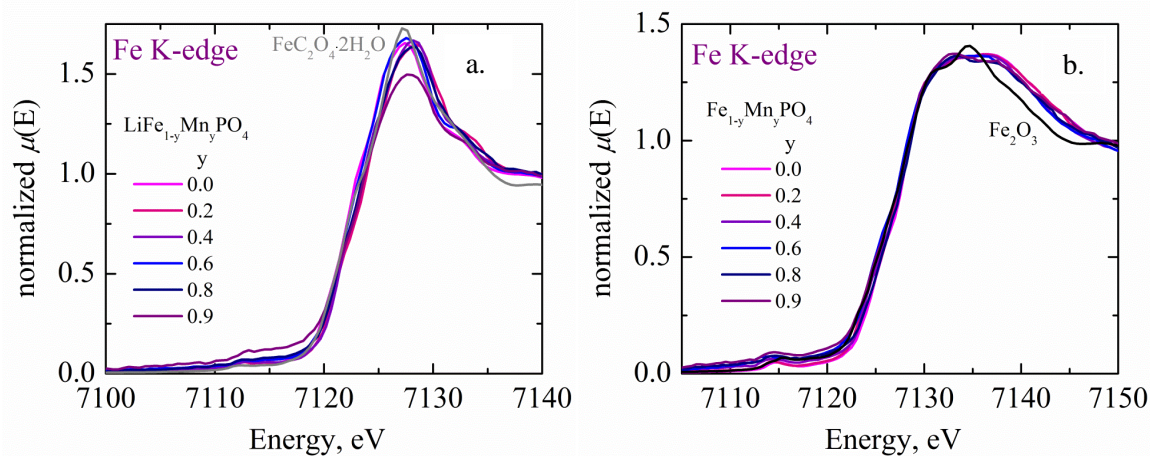 Fe K-edge
FeC2O4·2H2O
a.
LiFe1-yMnyPO4
y
0.0
0.2
0.4
0.6
0.8
0.9
normalized μ(E)
1.5
1.0
0.5
0.0
7100 7110 7120 7130 7140
Energy, eV
Fe K-edge
b.
Fe1-yMnyPO4
y
Fe2O3
0.0
0.2
0.4
0.6
0.8
0.9
normalized μ(E)
1.5
1.0
0.5
0.0
7110 7120 7130 7140 7150
Energy, eV